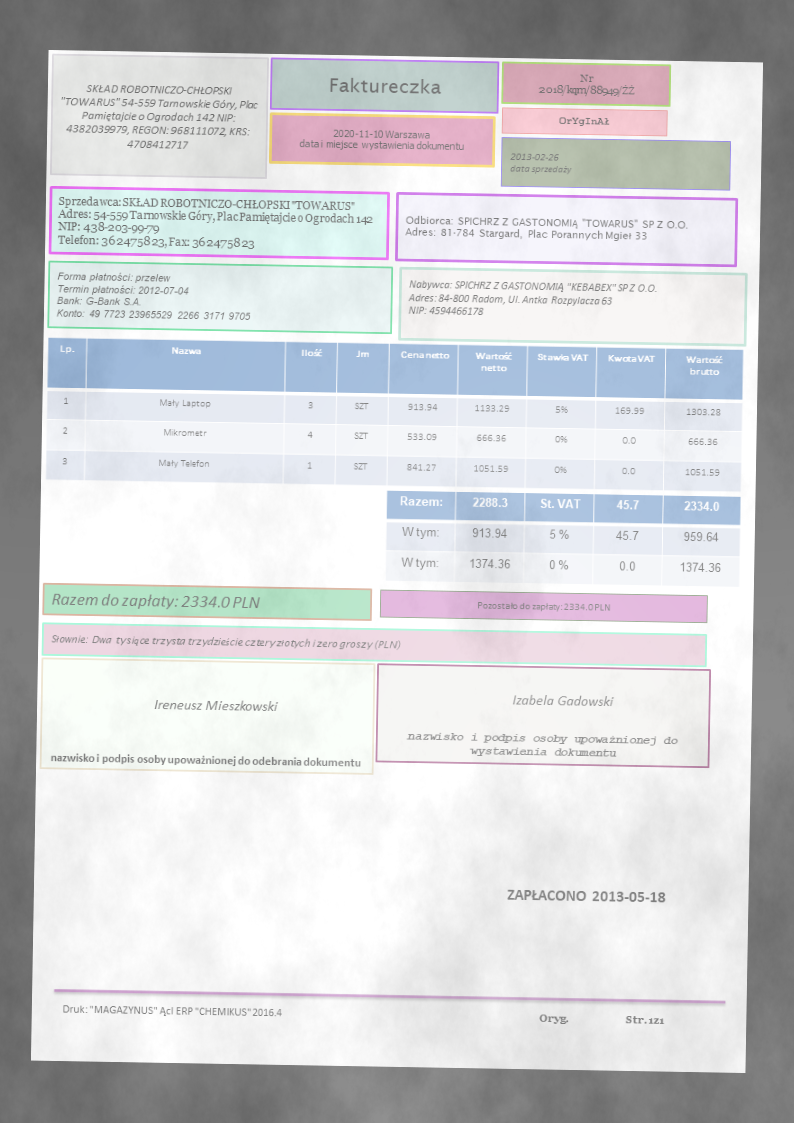 SKŁAD ROBOTNICZO-CHŁOPSKI
"TOWARUS" 54-559 Tarnowskie Góry, Plac
Pamiętajcie o Ogrodach 142 NIP:
4382039979, REGON: 968111072, KRS:
4708412717
Faktureczka
2020-11-10 Warszawa
data i miejsce wystawienia dokumentu
Nr
2018/kqm/88949/ŻŻ
OrYgInAŁ
2013-02-26
data sprzedaży
Sprzedawca: SKŁAD ROBOTNICZO-CHŁOPSKI "TOWARUS"
Adres: 54-559 Tarnowskie Góry, Plac Pamiętajcie o Ogrodach 142
NIP: 438-203-99-79
Telefon: 362475823, Fax: 362475823
Odbiorca: SPICHRZ Z GASTONOMIĄ "TOWARUS" SP Z O.O.
Adres: 81-784 Stargard, Plac Porannych Mgieł 33
Forma płatności: przelew
Termin płatności: 2012-07-04
Bank: G-Bank S.A.
Konto: 49 7723 23965529 2266 3171 9705
Nabywca: SPICHRZ Z GASTONOMIĄ "KEBABEX" SP Z O.O.
Adres: 84-800 Radom, Ul. Antka Rozpylacza 63
NIP: 4594466178
Lp. Nazwa Ilość Jm Cena netto Wartość netto Stawka VAT Kwota VAT Wartość brutto
1 Mały Laptop 3 SZT 913.94 1133.29 5% 169.99 1303.28
2 Mikrometr 4 SZT 533.09 666.36 0% 0.0 666.36
3 Mały Telefon 1 SZT 841.27 1051.59 0% 0.0 1051.59
Razem: 2288.3 St. VAT 45.7 2334.0
W tym: 913.94 5 % 45.7 959.64
W tym: 1374.36 0 % 0.0 1374.36
Razem do zapłaty: 2334.0 PLN
Pozostało do zapłaty: 2334.0 PLN
Słownie: Dwa tysiące trzysta trzydzieście cztery złotych i zero groszy (PLN)
Ireneusz Mieszkowski
nazwisko i podpis osoby upoważnionej do odebrania dokumentu
Izabela Gadowski
nazwisko i podpis osoby upoważnionej do
wystawienia dokumentu
ZAPŁACONO 2013-05-18
Druk: "MAGAZYNUS" Ącl ERP "CHEMIKUS" 2016.4
Oryg.
Str. 1Z1